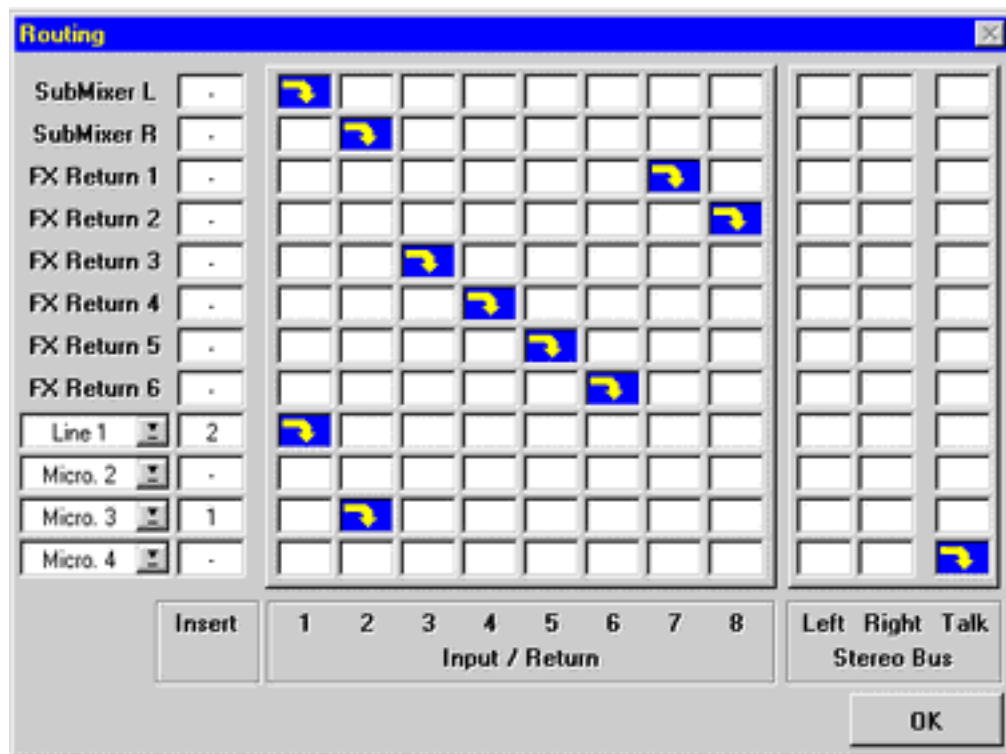 Routing
SubMixer L -
SubMixer R -
FX Return 1 -
FX Return 2 -
FX Return 3 -
FX Return 4 -
FX Return 5 -
FX Return 6 -
Line 1 2
Micro. 2 -
Micro. 3 1
Micro. 4 -
Insert 1 2 3 4 5 6 7 8 Left Right Talk
Input / Return Stereo Bus
OK